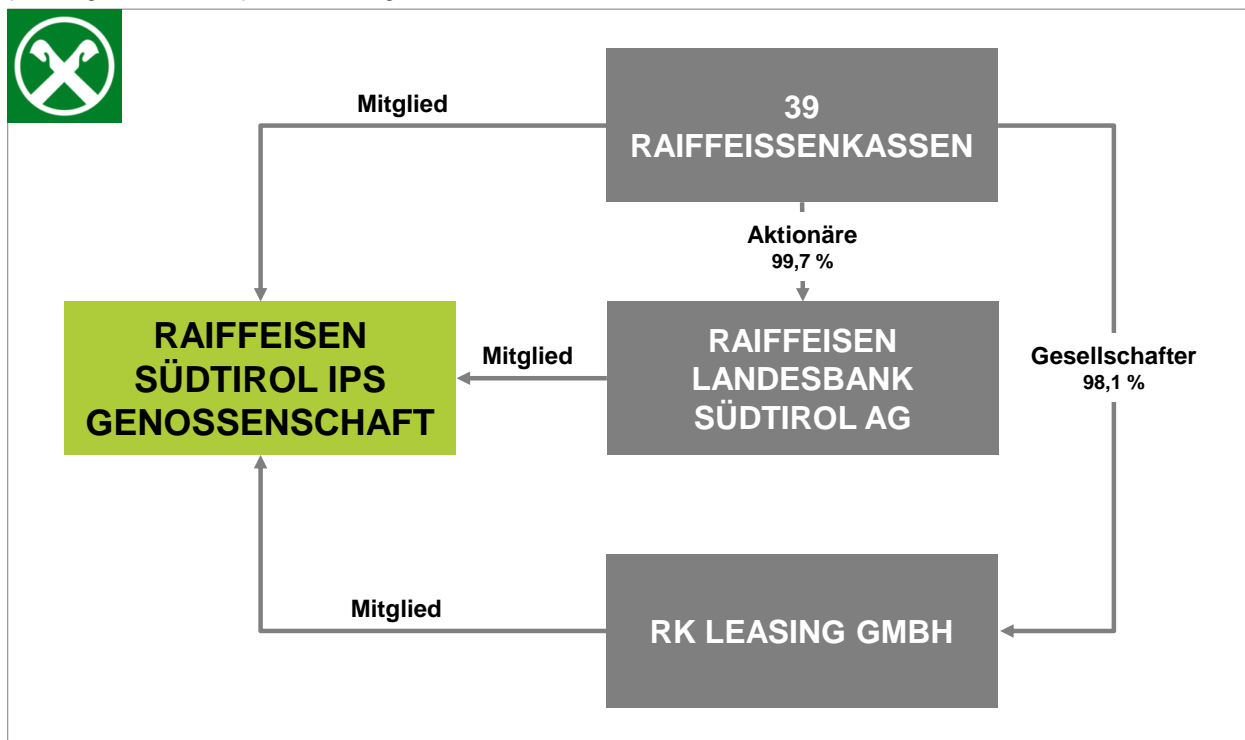 Mitglied
39
RAIFFEISSENKASSEN
Aktionäre
99,7 %
RAIFFEISEN
SÜDTIROL IPS
GENOSSENSCHAFT
Mitglied
RAIFFEISEN
LANDESBANK
SÜDTIROL AG
Gesellschafter
98,1 %
Mitglied
RK LEASING GMBH